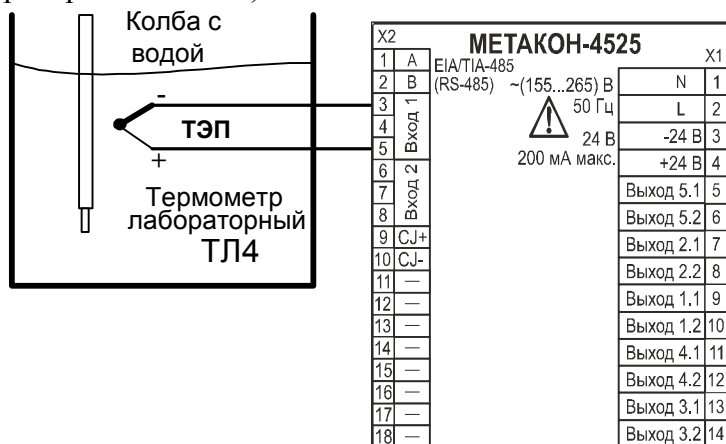 Колба с
водой
-
ТЭП
+
Термометр
лабораторный
ТЛ4
X2
МЕТАКОН-4525
X1
1 A
2 B
EIA/TIA-485
(RS-485)
~(155...265) В
50 Гц
24 В
200 мА макс.
3
4
5
Вход 1
6
7
8
Вход 2
9 CJ+
10 CJ-
11 —
12 —
13 —
14 —
15 —
16 —
17 —
18 —
N 1
L 2
-24 В 3
+24 В 4
Выход 5.1 5
Выход 5.2 6
Выход 2.1 7
Выход 2.2 8
Выход 1.1 9
Выход 1.2 10
Выход 4.1 11
Выход 4.2 12
Выход 3.1 13
Выход 3.2 14